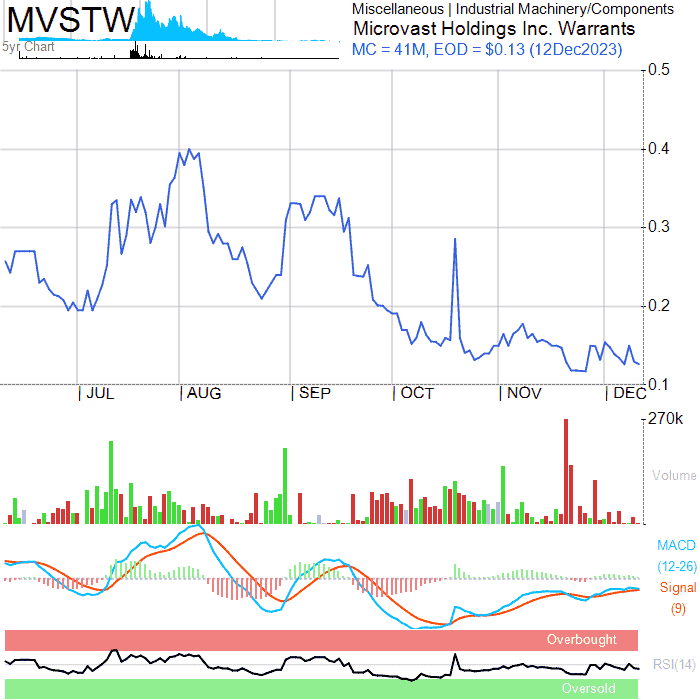 MVSTW
5yr Chart
Miscellaneous | Industrial Machinery/Components
Microvast Holdings Inc. Warrants
MC = 41M, EOD = $0.13 (12Dec2023)
0.5
0.4
0.3
0.2
0.1
| JUL | AUG | SEP | OCT | NOV | DEC
270k
Volume
MACD
(12-26)
Signal
(9)
Overbought
RSI(14)
Oversold